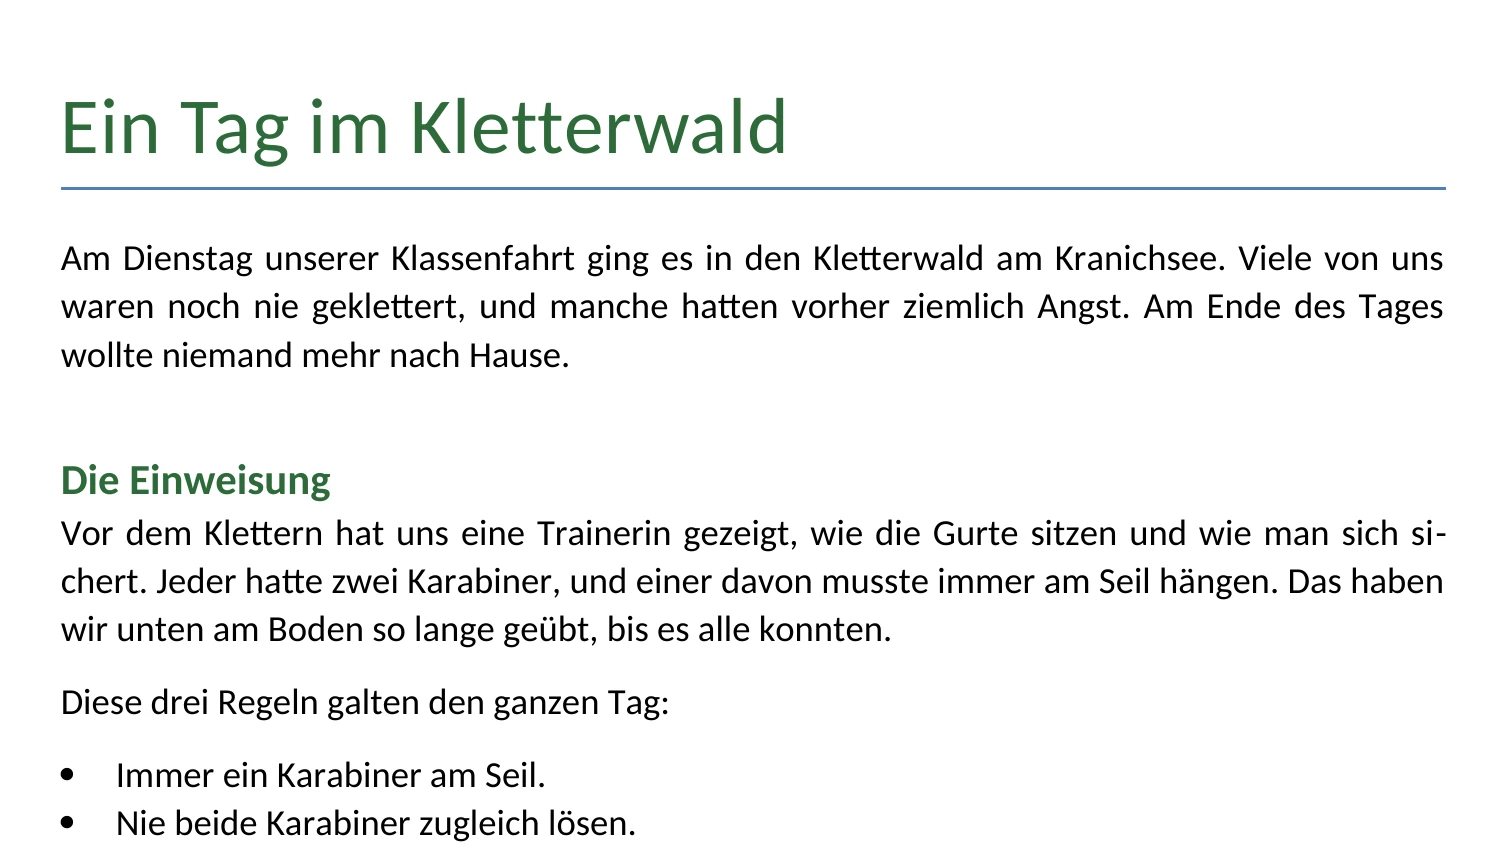 Ein Tag im Kletterwald
Am Dienstag unserer Klassenfahrt ging es in den Kletterwald am Kranichsee. Viele von uns
waren noch nie geklettert, und manche hatten vorher ziemlich Angst. Am Ende des Tages
wollte niemand mehr nach Hause.
Die Einweisung
Vor dem Klettern hat uns eine Trainerin gezeigt, wie die Gurte sitzen und wie man sich si-
chert. Jeder hatte zwei Karabiner, und einer davon musste immer am Seil hängen. Das haben
wir unten am Boden so lange geübt, bis es alle konnten.
Diese drei Regeln galten den ganzen Tag:
• Immer ein Karabiner am Seil.
• Nie beide Karabiner zugleich lösen.